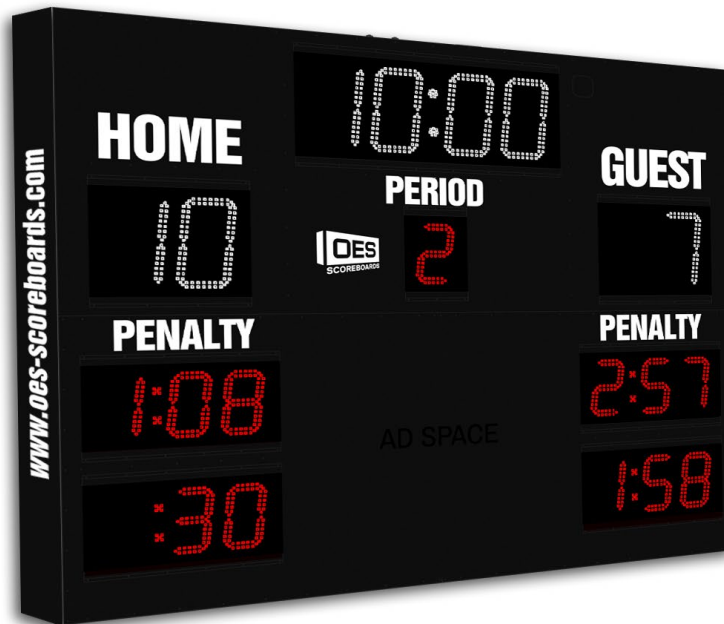 10:00
HOME
GUEST
PERIOD
10
2
7
OES
SCOREBOARDS
PENALTY
PENALTY
1:08
2:57
AD SPACE
:30
1:58
www.oes-scoreboards.com